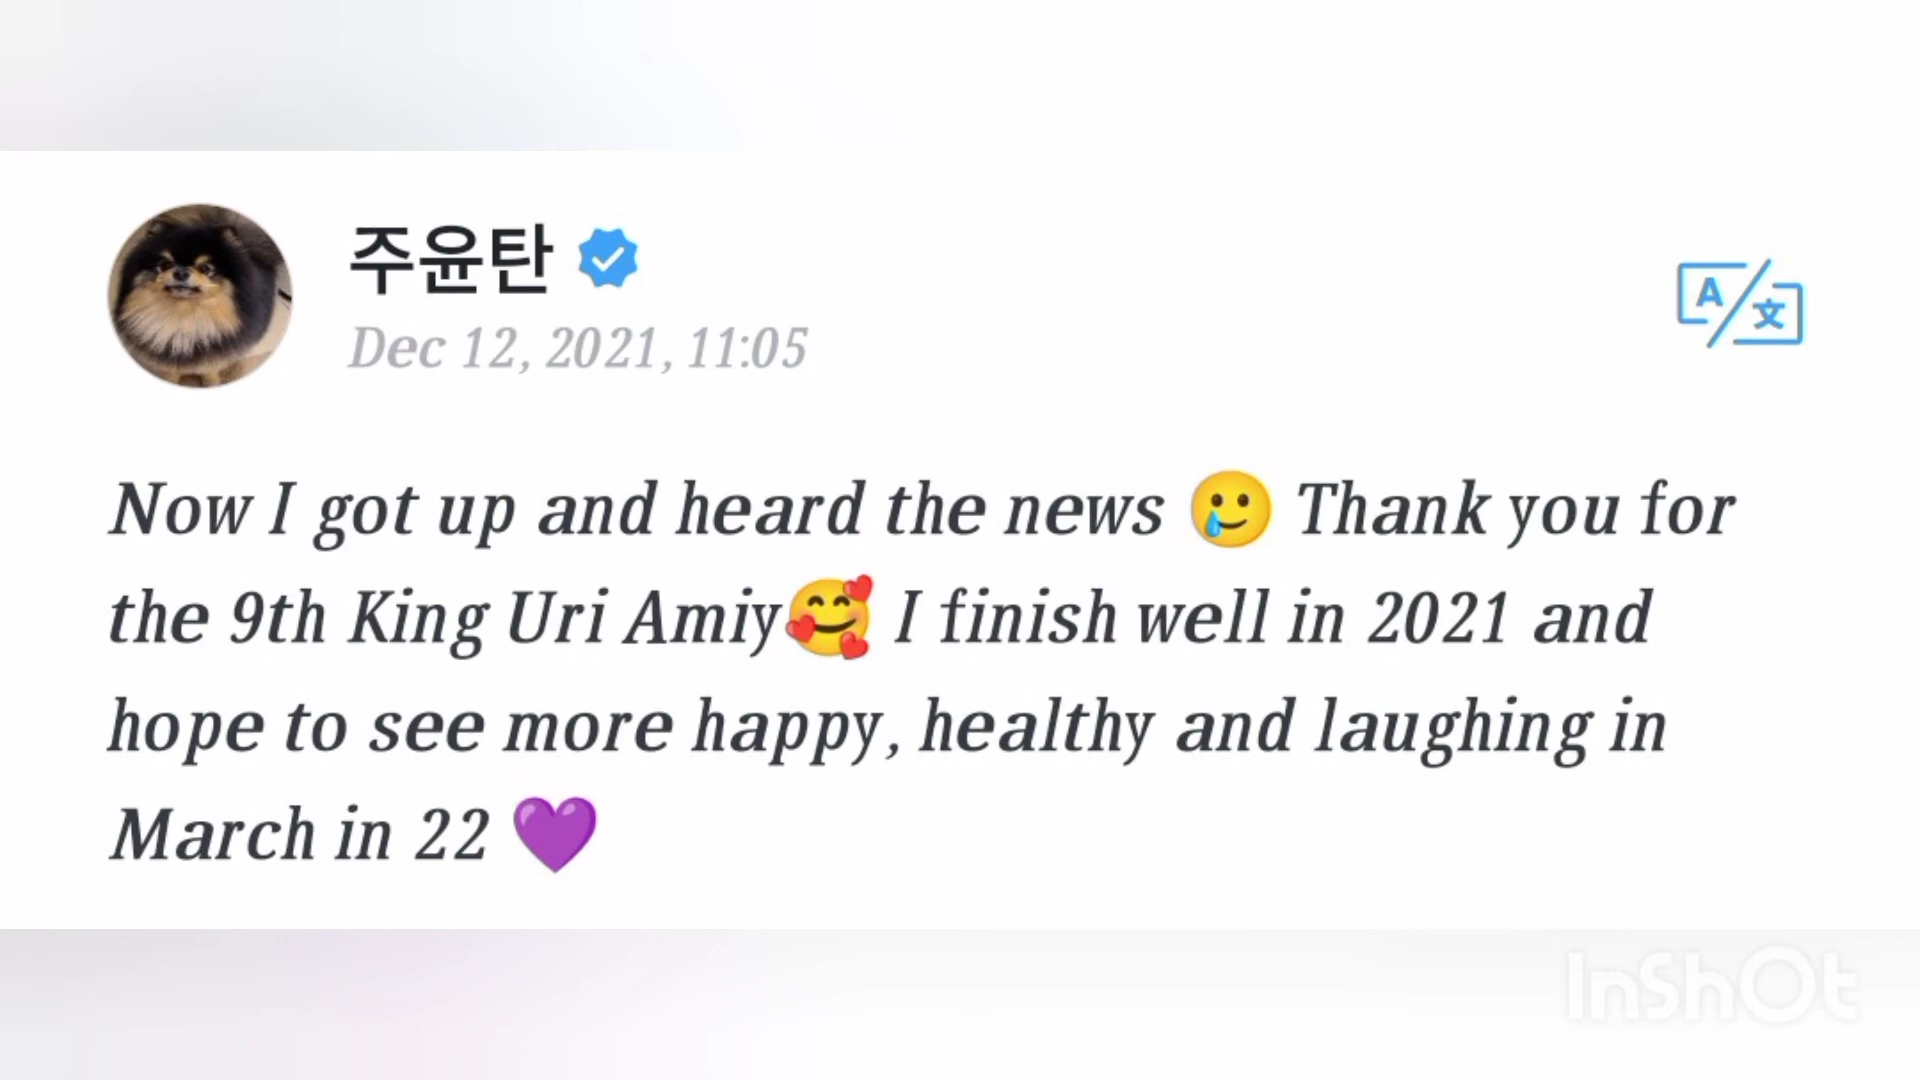 주윤탄
Dec 12, 2021, 11:05
A 文
Now I got up and heard the news 🥲 Thank you for
the 9th King Uri Amiy🥰 I finish well in 2021 and
hope to see more happy, healthy and laughing in
March in 22 💜
InShOt